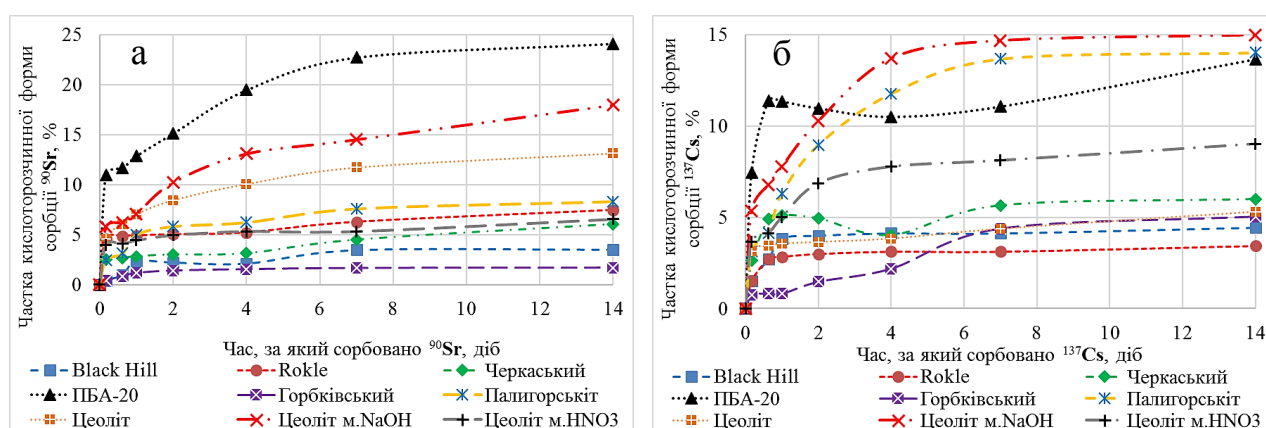 а
Частка кислоторозчинної форми
сорбції ⁹⁰Sr, %
25
20
15
10
5
0
0 2 4 6 8 10 12 14
Час, за який сорбовано ⁹⁰Sr, діб
Black Hill Rokle Черкаський
ПБА-20 Горбківський Палигорськіт
Цеоліт Цеоліт м.NaOH Цеоліт м.HNO3
б
Частка кислоторозчинної форми
сорбції ¹³⁷Cs, %
15
10
5
0
0 2 4 6 8 10 12 14
Час, за який сорбовано ¹³⁷Cs, діб
Black Hill Rokle Черкаський
ПБА-20 Горбківський Палигорськіт
Цеоліт Цеоліт м.NaOH Цеоліт м.HNO3